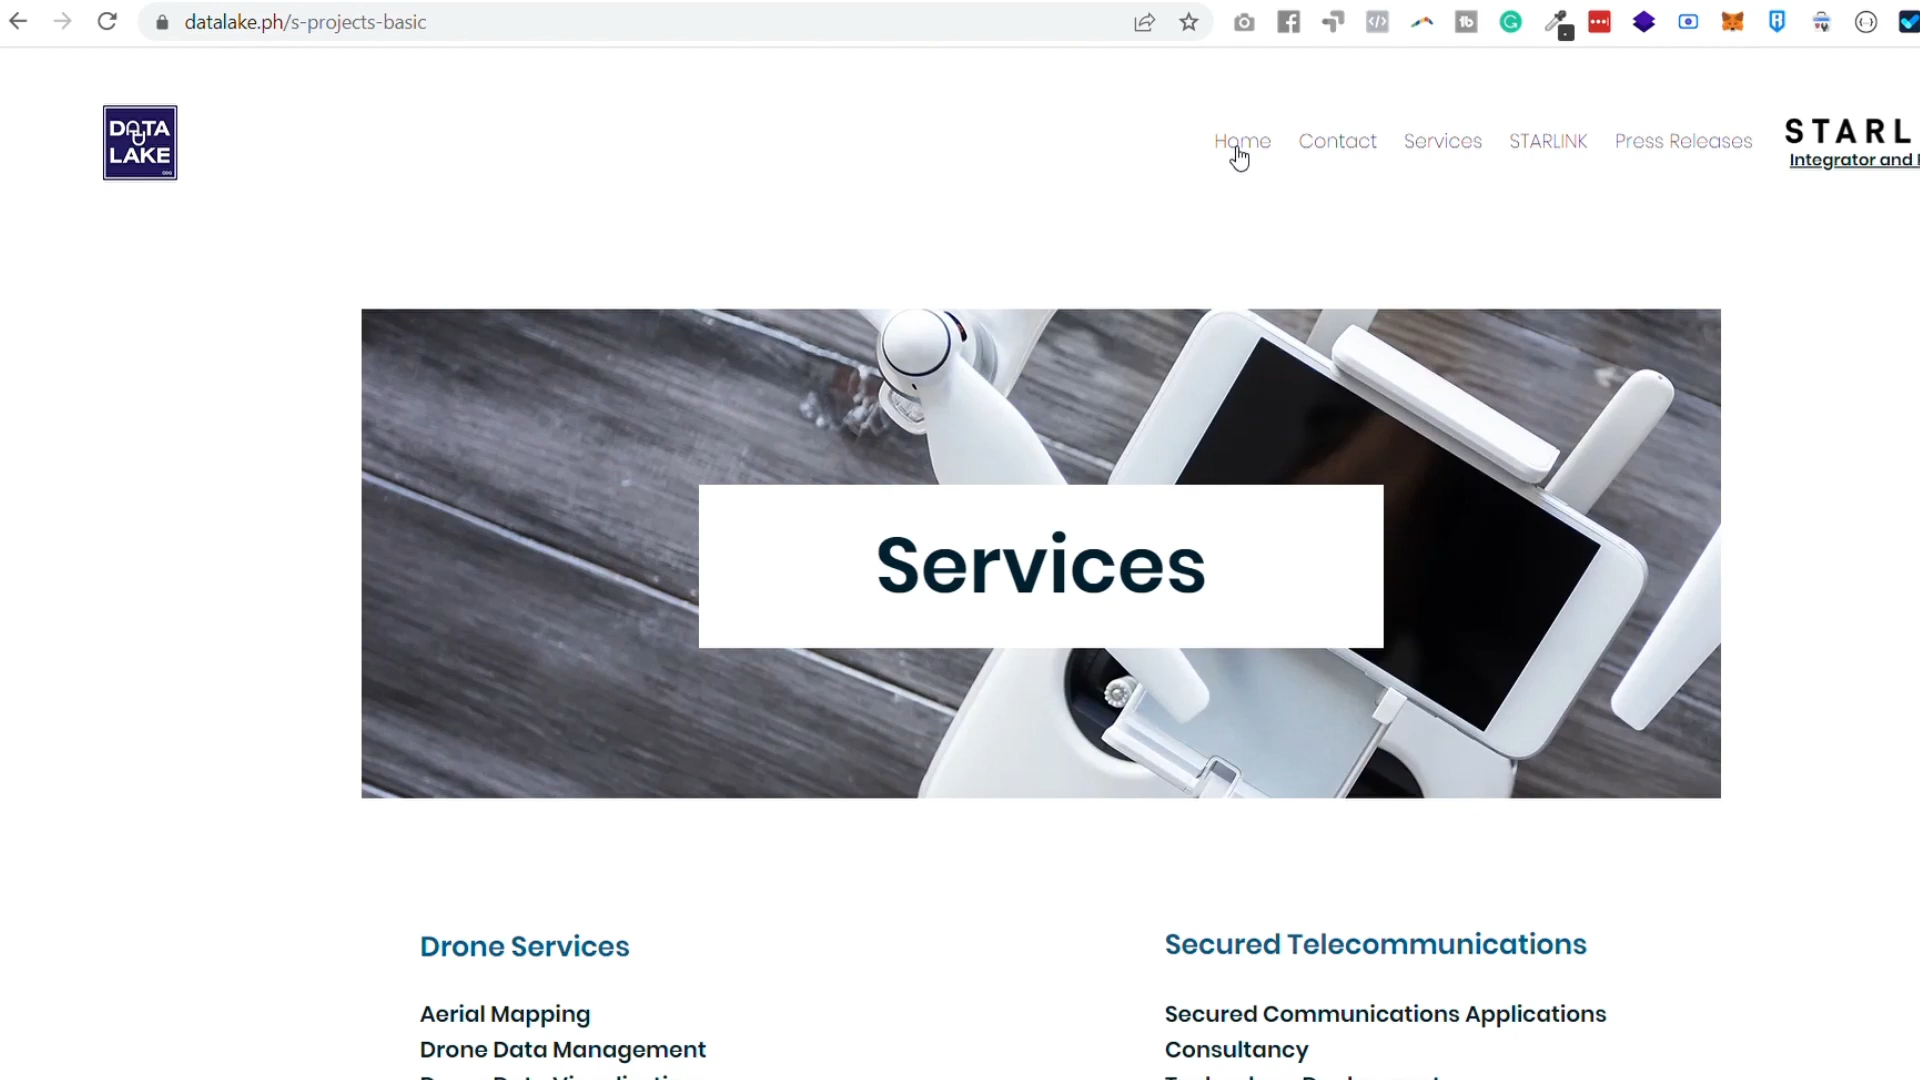 datalake.ph/s-projects-basic
DATA
LAKE
Home
Contact
Services
STARLINK
Press Releases
STARL
Integrator and
Services
Drone Services
Aerial Mapping
Drone Data Management
Secured Telecommunications
Secured Communications Applications
Consultancy